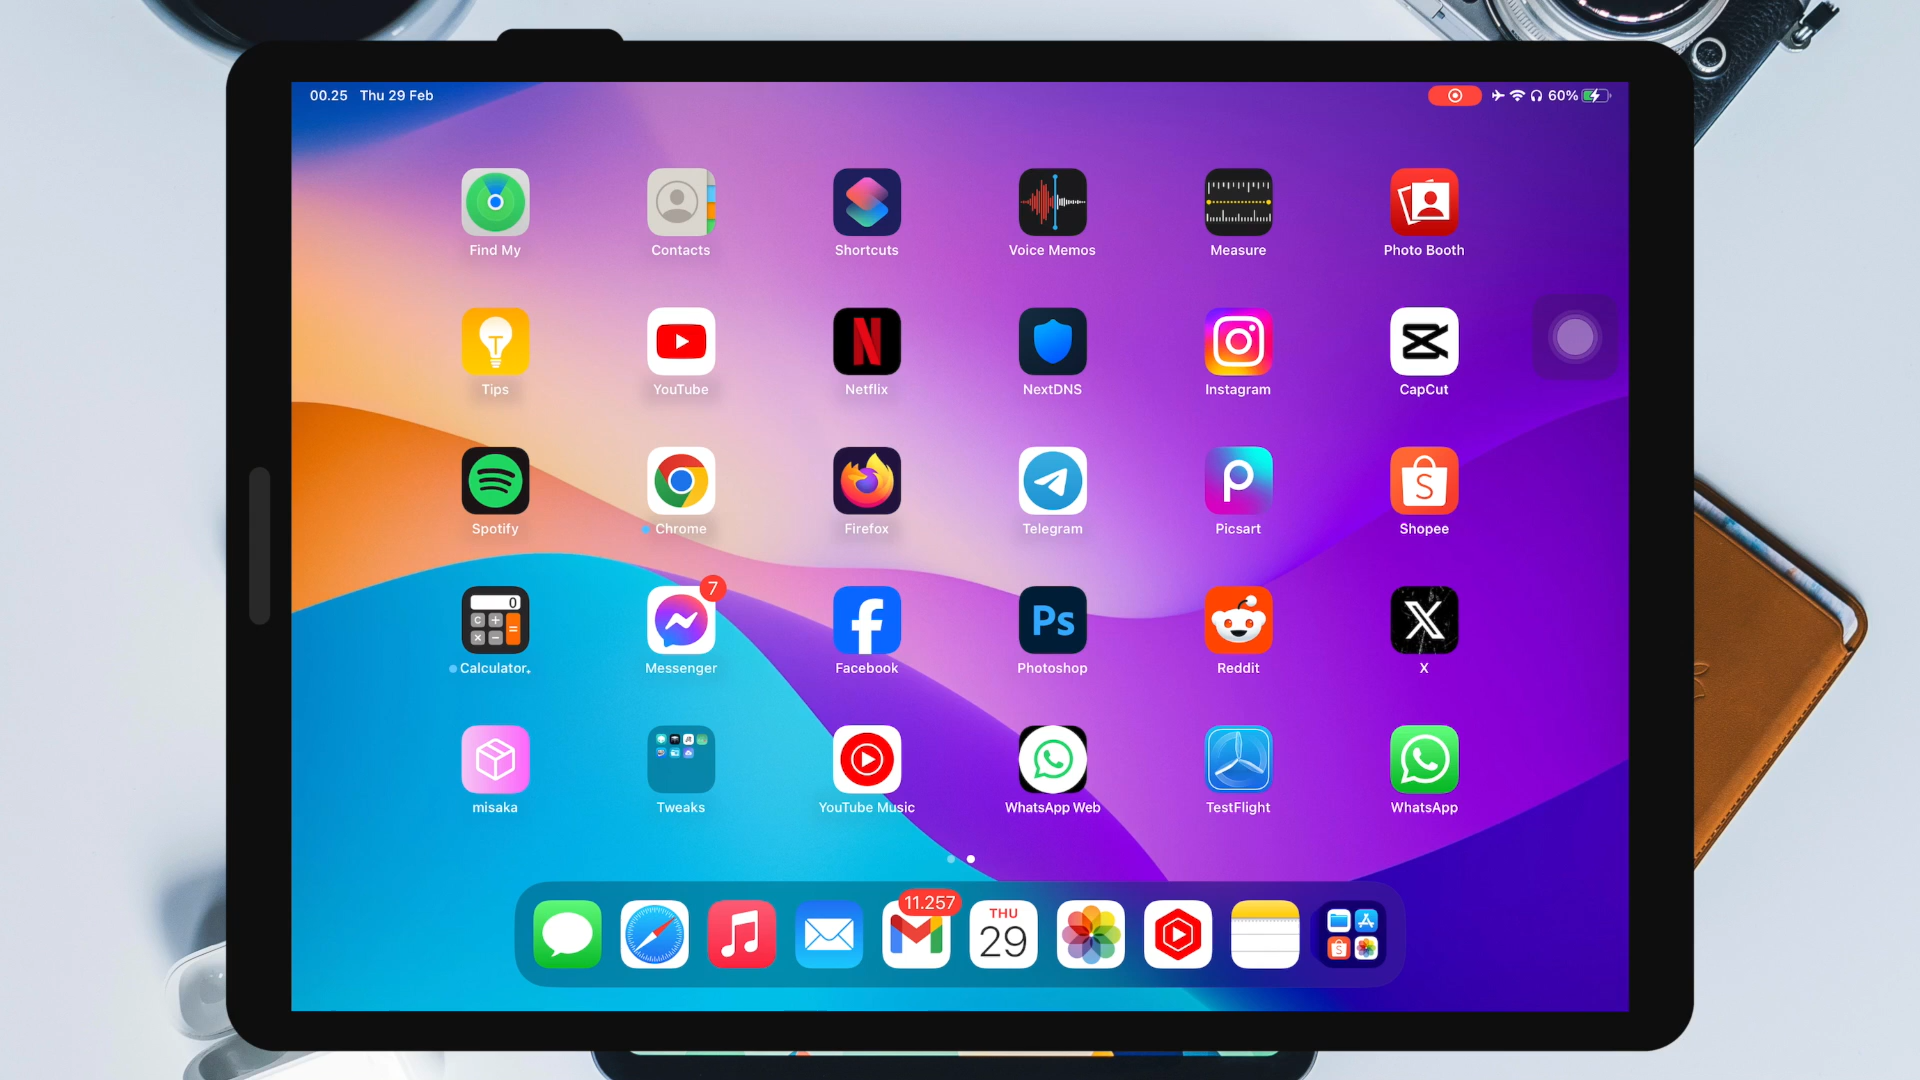 00.25 Thu 29 Feb 60%
Find My Contacts Shortcuts Voice Memos Measure Photo Booth
T
N
Tips YouTube Netflix NextDNS Instagram CapCut
P S
Spotify Chrome Firefox Telegram Picsart Shopee
7
0
C + = × − f Ps X
Calculator₊ Messenger Facebook Photoshop Reddit X
misaka Tweaks YouTube Music WhatsApp Web TestFlight WhatsApp
11.257
THU
29